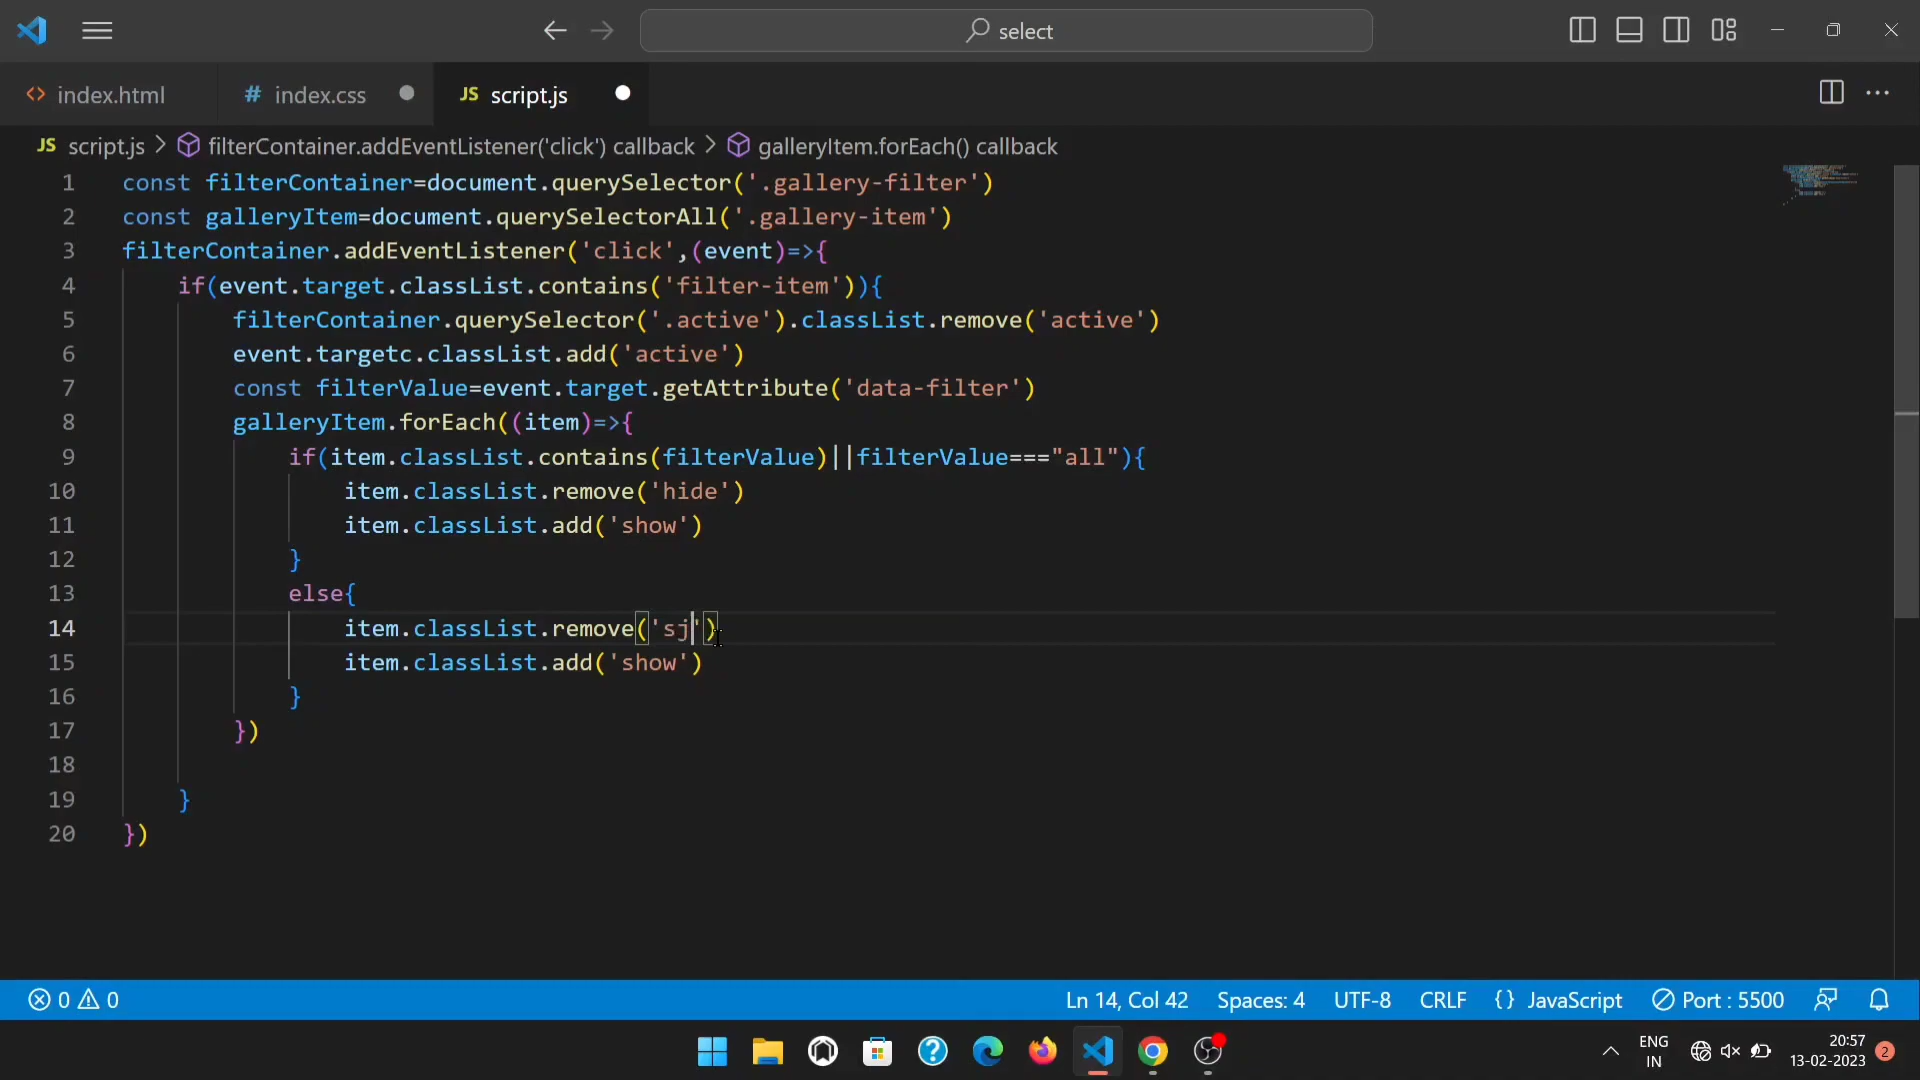 select
index.html
# index.css
JS script.js
JS script.js > filterContainer.addEventListener('click') callback > galleryItem.forEach() callback
1 const filterContainer=document.querySelector('.gallery-filter')
2 const galleryItem=document.querySelectorAll('.gallery-item')
3 filterContainer.addEventListener('click',(event)=>{
4 if(event.target.classList.contains('filter-item')){
5 filterContainer.querySelector('.active').classList.remove('active')
6 event.targetc.classList.add('active')
7 const filterValue=event.target.getAttribute('data-filter')
8 galleryItem.forEach((item)=>{
9 if(item.classList.contains(filterValue)||filterValue==="all"){
10 item.classList.remove('hide')
11 item.classList.add('show')
12 }
13 else{
14 item.classList.remove('sj')
15 item.classList.add('show')
16 }
17 })
18
19 }
20 })
0 0 Ln 14, Col 42 Spaces: 4 UTF-8 CRLF {} JavaScript Port : 5500
ENG
IN
20:57
13-02-2023
2